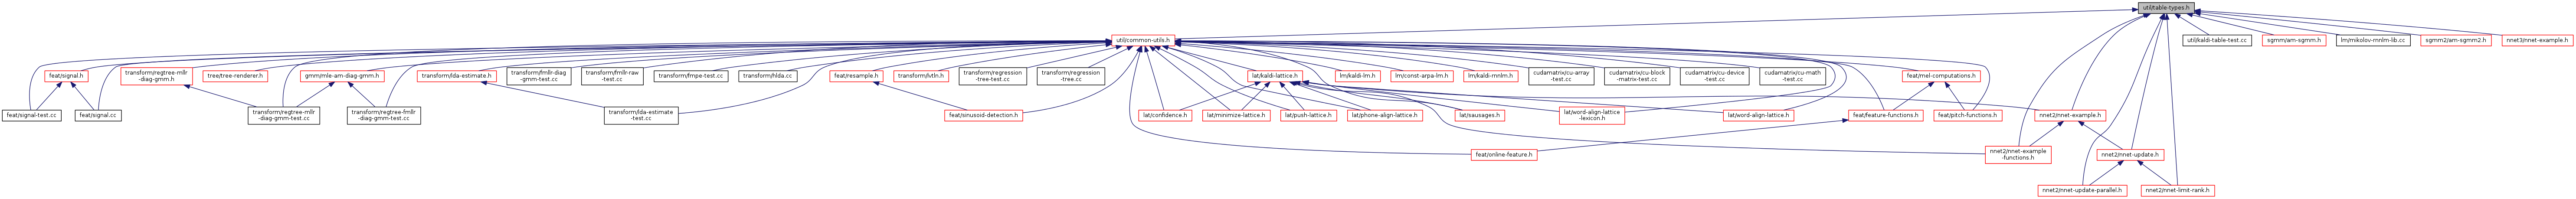 util/table-types.h
util/common-utils.h
util/kaldi-table-test.cc
sgmm/am-sgmm.h
lm/mikolov-rnnlm-lib.cc
sgmm2/am-sgmm2.h
nnet3/nnet-example.h
feat/signal.h
transform/regtree-mllr
-diag-gmm.h
tree/tree-renderer.h
gmm/mle-am-diag-gmm.h
transform/lda-estimate.h
transform/fmllr-diag
-gmm-test.cc
transform/fmllr-raw
-test.cc
transform/fmpe-test.cc
transform/hlda.cc
feat/resample.h
transform/lvtln.h
transform/regression
-tree-test.cc
transform/regression
-tree.cc
lat/kaldi-lattice.h
lm/kaldi-lm.h
lm/const-arpa-lm.h
lm/kaldi-rnnlm.h
cudamatrix/cu-array
-test.cc
cudamatrix/cu-block
-matrix-test.cc
cudamatrix/cu-device
-test.cc
cudamatrix/cu-math
-test.cc
feat/mel-computations.h
feat/signal-test.cc
feat/signal.cc
transform/regtree-mllr
-diag-gmm-test.cc
transform/regtree-fmllr
-diag-gmm-test.cc
transform/lda-estimate
-test.cc
feat/sinusoid-detection.h
lat/confidence.h
lat/minimize-lattice.h
lat/push-lattice.h
lat/phone-align-lattice.h
lat/sausages.h
lat/word-align-lattice
-lexicon.h
lat/word-align-lattice.h
feat/feature-functions.h
feat/pitch-functions.h
nnet2/nnet-example.h
feat/online-feature.h
nnet2/nnet-example
-functions.h
nnet2/nnet-update.h
nnet2/nnet-update-parallel.h
nnet2/nnet-limit-rank.h